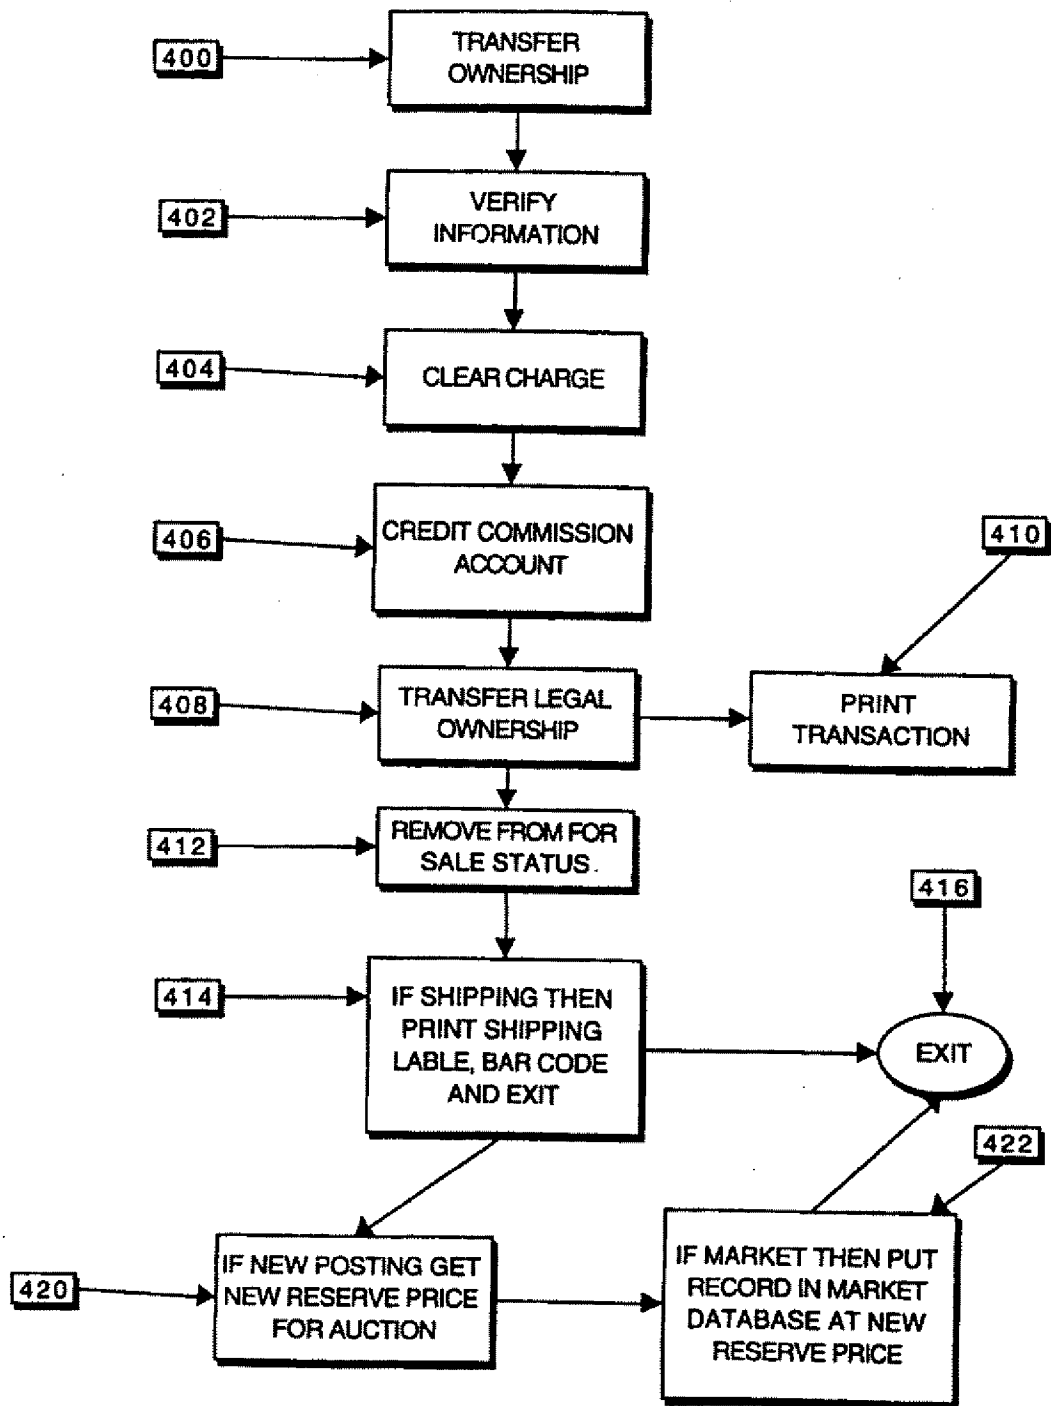 400
TRANSFER
OWNERSHIP
402
VERIFY
INFORMATION
404
CLEAR CHARGE
406
CREDIT COMMISSION
ACCOUNT
410
408
TRANSFER LEGAL
OWNERSHIP
PRINT
TRANSACTION
412
REMOVE FROM FOR
SALE STATUS
416
414
IF SHIPPING THEN
PRINT SHIPPING
LABLE, BAR CODE
AND EXIT
EXIT
422
420
IF NEW POSTING GET
NEW RESERVE PRICE
FOR AUCTION
IF MARKET THEN PUT
RECORD IN MARKET
DATABASE AT NEW
RESERVE PRICE